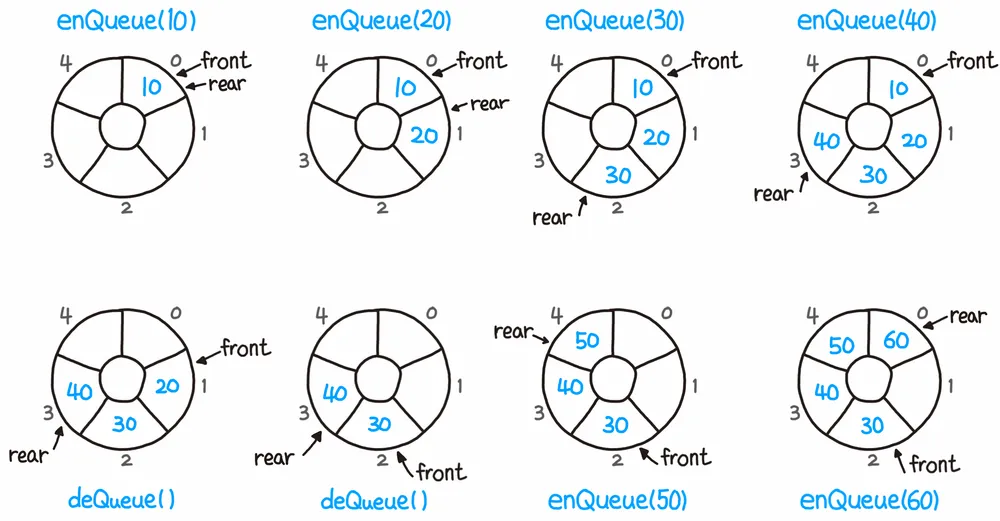 enQueue(10)
enQueue(20)
enQueue(30)
enQueue(40)
4 0 front
rear
10
1
3
2
4 0 front
10
rear
20 1
3
2
4 0 front
10
20 1
3
30
rear 2
4 0 front
10
40 20 1
3
30
rear 2
4 0
front
40 20 1
3
30
rear 2
4 0
40 1
3
30
rear 2 front
4 0
rear 50
40 1
3
30
2 front
4 0 rear
50 60
40 1
3
30
2 front
deQueue()
deQueue()
enQueue(50)
enQueue(60)